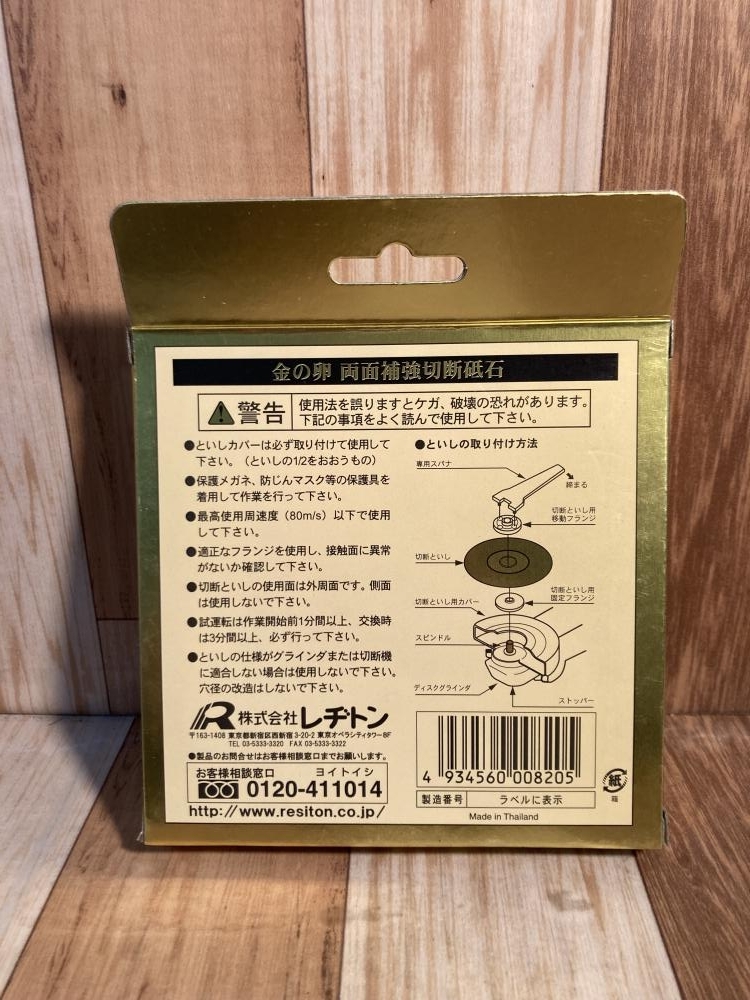 金の卵 両面補強切断砥石
警告
使用法を誤りますとケガ、破壊の恐れがあります。
下記の事項をよく読んで使用して下さい。
●といしカバーは必ず取り付けて使用して
下さい。（といしの1/2をおおうもの）
●保護メガネ、防じんマスク等の保護具を
着用して作業を行って下さい。
●最高使用周速度（80m/s）以下で使用
して下さい。
●適正なフランジを使用し、接触面に異常
がないか確認して下さい。
●切断といしの使用面は外周面です。側面
は使用しないで下さい。
●試運転は作業開始前1分間以上、交換時
は3分間以上、必ず行って下さい。
●といしの仕様がグラインダまたは切断機
に適合しない場合は使用しないで下さい。
穴径の改造はしないで下さい。
R 株式会社レヂトン
〒163-1408 東京都新宿区西新宿3-20-2 東京オペラシティタワー8F
TEL 03-5333-3320 FAX 03-5333-3322
●製品のお問合せはお客様相談窓口までお願いします。
お客様相談窓口 ヨイトイシ
0120-411014
http://www.resiton.co.jp/
●といしの取り付け方法
専用スパナ
締まる
切断といし用
移動フランジ
切断といし
切断といし用
固定フランジ
切断といし用カバー
スピンドル
ディスクグラインダ
ストッパー
4 934560 008205
製造番号 ラベルに表示
Made in Thailand
紙
箱